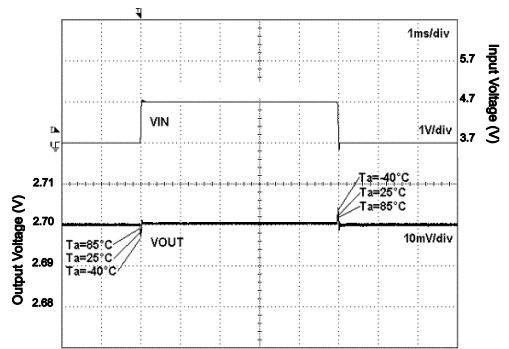 1ms/div
5.7
4.7
VIN
1V/div
3.7
Input Voltage (V)
2.71
Ta=-40°C
Ta=25°C
Ta=85°C
2.70
Ta=85°C
VOUT
10mV/div
Ta=25°C
2.69
Ta=-40°C
2.68
Output Voltage (V)